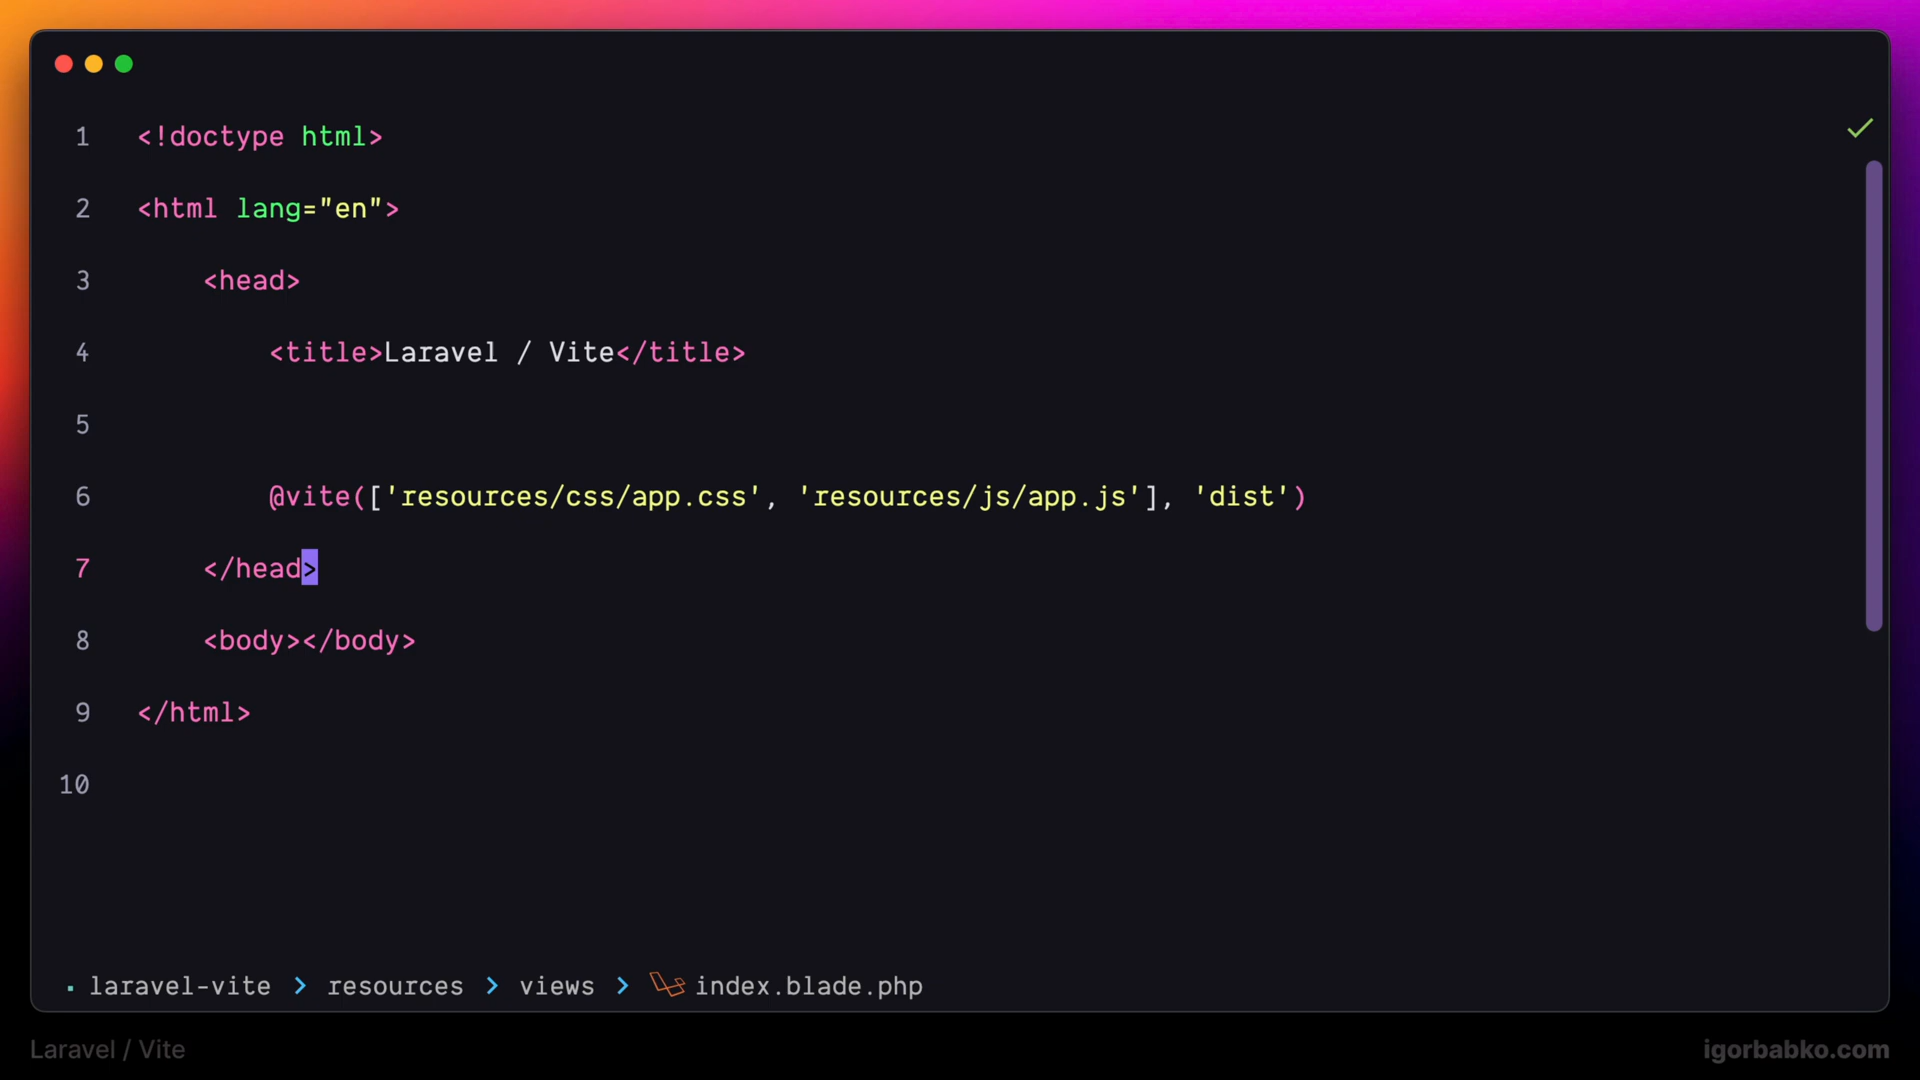 1 <!doctype html>
2 <html lang="en">
3 <head>
4 <title>Laravel / Vite</title>
5
6 @vite(['resources/css/app.css', 'resources/js/app.js'], 'dist')
7 </head>
8 <body></body>
9 </html>
10
laravel-vite > resources > views > index.blade.php
Laravel / Vite
igorbabko.com